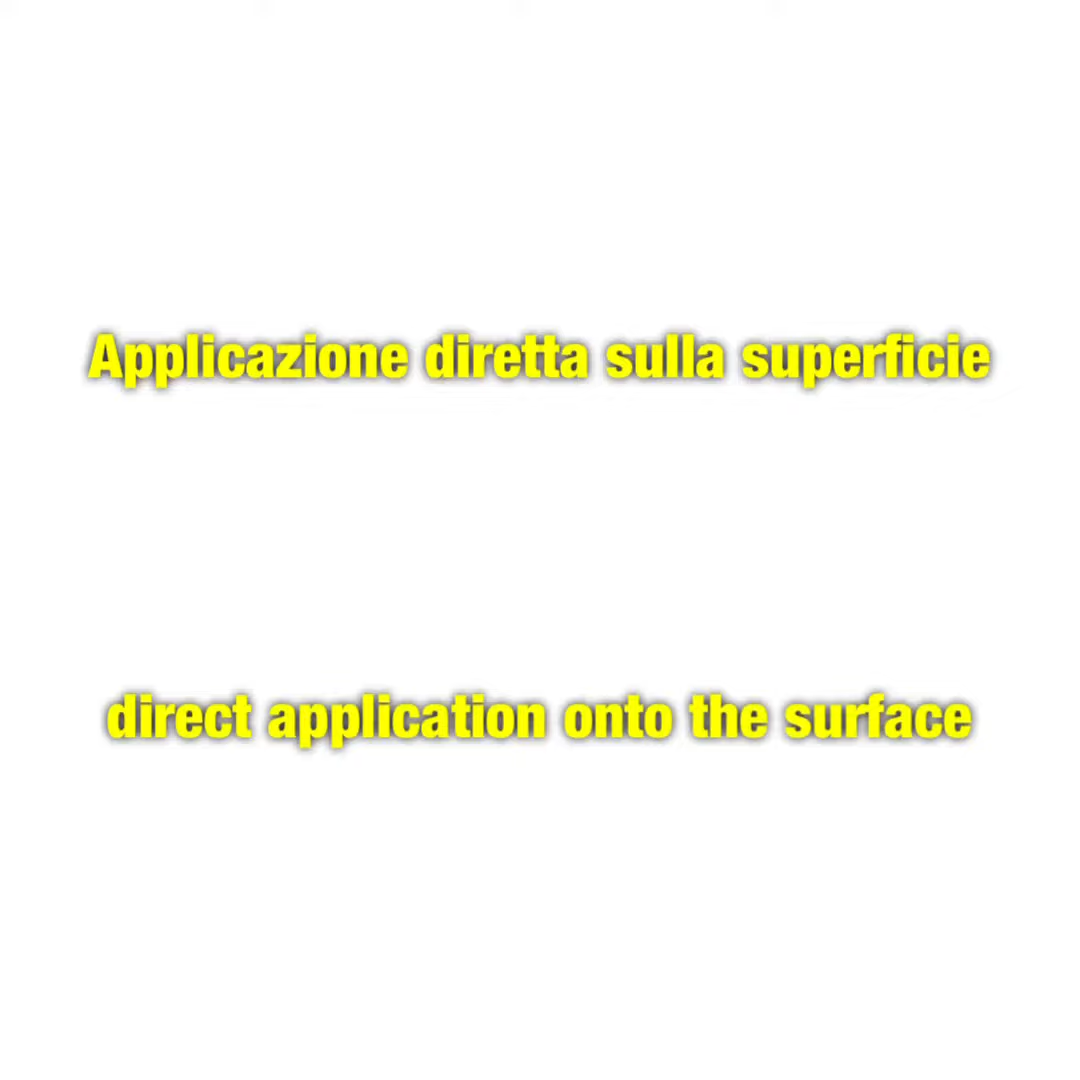 Applicazione diretta sulla superficie
direct application onto the surface